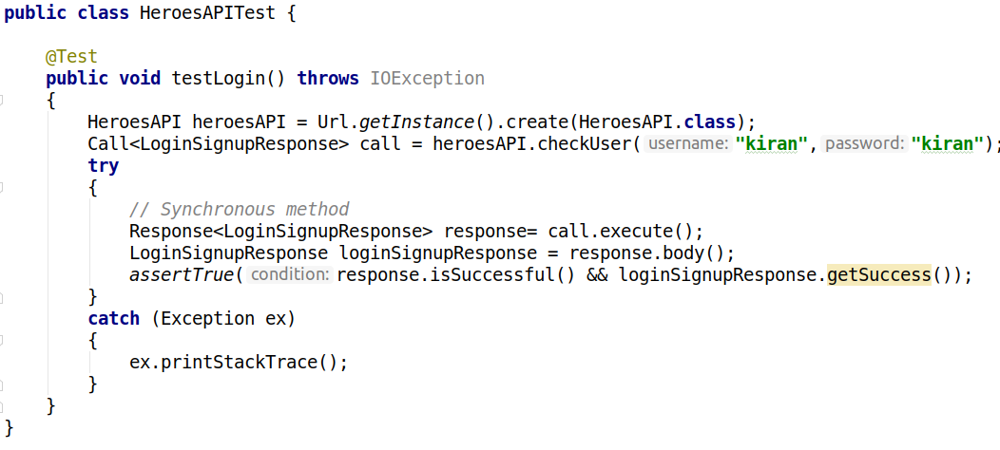 public class HeroesAPITest {
@Test
public void testLogin() throws IOException
{
HeroesAPI heroesAPI = Url.getInstance().create(HeroesAPI.class);
Call<LoginSignupResponse> call = heroesAPI.checkUser( username: "kiran", password: "kiran");
try
{
// Synchronous method
Response<LoginSignupResponse> response= call.execute();
LoginSignupResponse loginSignupResponse = response.body();
assertTrue( condition: response.isSuccessful() && loginSignupResponse.getSuccess());
}
catch (Exception ex)
{
ex.printStackTrace();
}
}
}